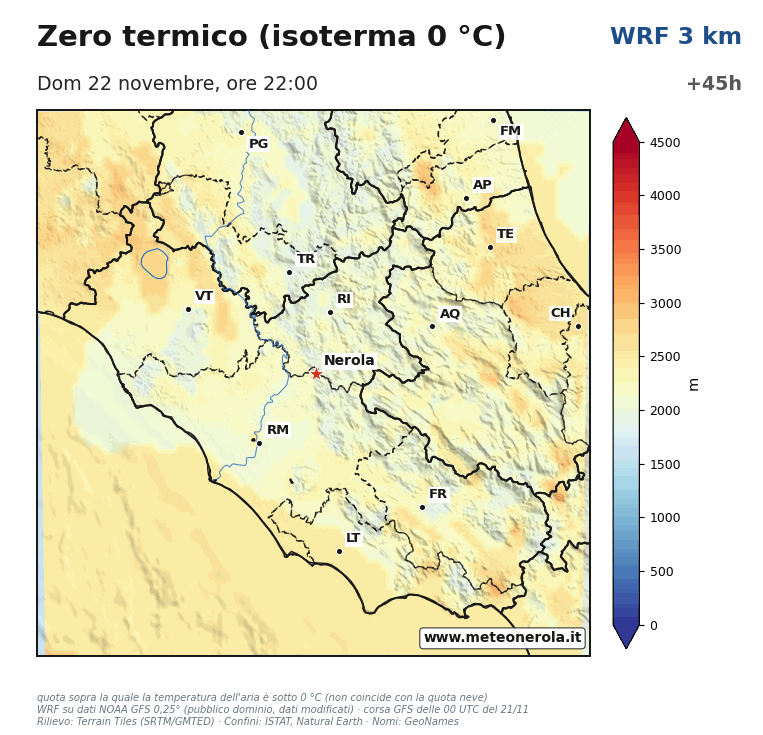 Zero termico (isoterma 0 °C)
WRF 3 km
Dom 22 novembre, ore 22:00
+45h
FM
PG
AP
TE
TR
VT
RI
AQ
CH
Nerola
RM
FR
LT
4500
4000
3500
3000
2500
2000
1500
1000
500
0
m
www.meteonerola.it
quota sopra la quale la temperatura dell'aria è sotto 0 °C (non coincide con la quota neve)
WRF su dati NOAA GFS 0,25° (pubblico dominio, dati modificati) · corsa GFS delle 00 UTC del 21/11
Rilievo: Terrain Tiles (SRTM/GMTED) · Confini: ISTAT, Natural Earth · Nomi: GeoNames